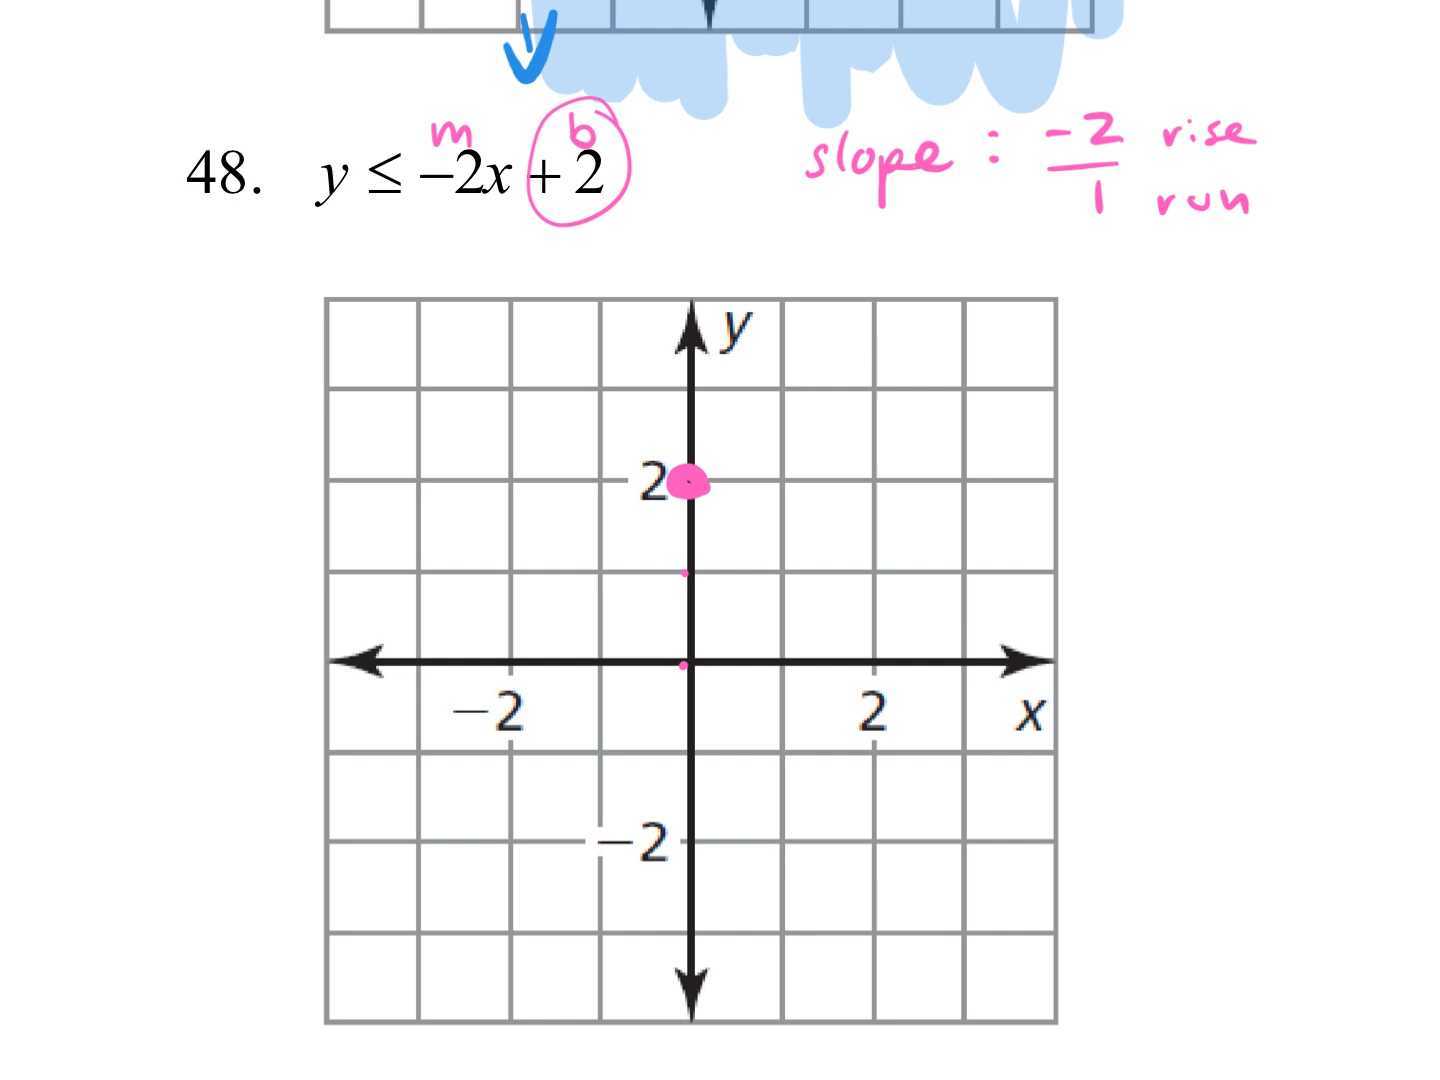 m b
48. y ≤ −2x + 2
slope : -2 rise
1 run
y
2
−2 2 x
−2